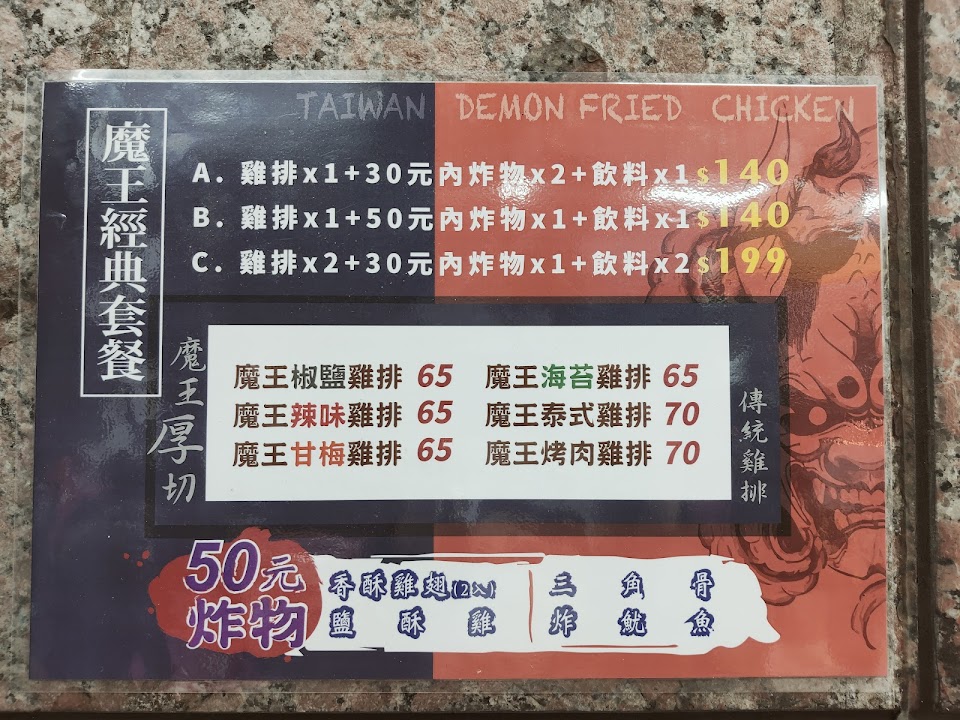 TAIWAN DEMON FRIED CHICKEN
魔王經典套餐
A. 雞排x1+30元內炸物x2+飲料x1$140
B. 雞排x1+50元內炸物x1+飲料x1$140
C. 雞排x2+30元內炸物x1+飲料x2$199
魔王厚切
魔王椒鹽雞排 65
魔王辣味雞排 65
魔王甘梅雞排 65
魔王海苔雞排 65
魔王泰式雞排 70
魔王烤肉雞排 70
傳統雞排
50元
炸物
香酥雞翅(2入)
鹽酥雞
三角骨
炸魷魚